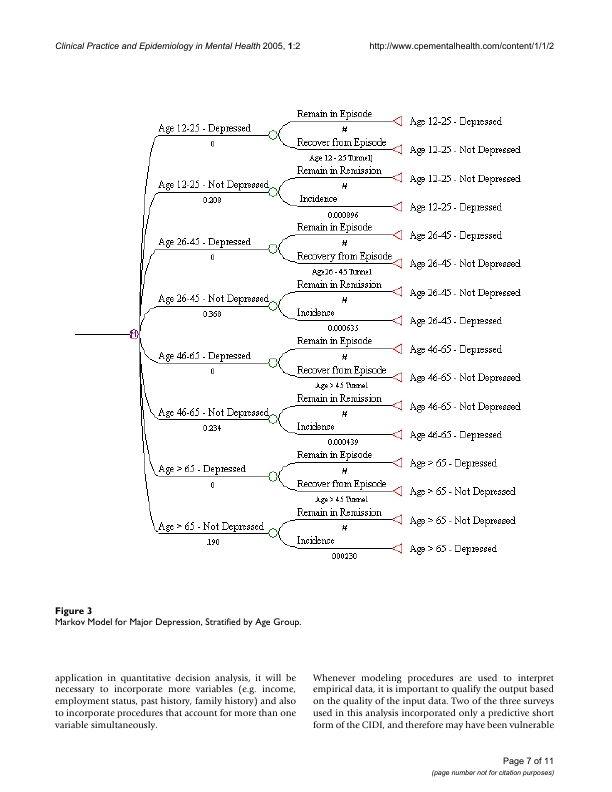 Clinical Practice and Epidemiology in Mental Health 2005, 1:2 http://www.cpementalhealth.com/content/1/1/2
Remain in Episode
Age 12-25 - Depressed
#
Age 12-25 - Depressed
0
Recover from Episode
Age 12-25 - Not Depressed
Age 12 - 25 Tunnel)
Remain in Remission
Age 12-25 - Not Depressed
#
Age 12-25 - Not Depressed
0.208
Incidence
Age 12-25 - Depressed
0.000896
Remain in Episode
Age 26-45 - Depressed
#
Age 26-45 - Depressed
0
Recovery from Episode
Age 26-45 - Not Depressed
Age26 - 45 Tunnel
Remain in Remission
Age 26-45 - Not Depressed
#
Age 26-45 - Not Depressed
0.368
Incidence
Age 26-45 - Depressed
0.000635
Remain in Episode
Age 46-65 - Depressed
#
Age 46-65 - Depressed
0
Recover from Episode
Age 46-65 - Not Depressed
Age > 45 Tunnel
Remain in Remission
Age 46-65 - Not Depressed
#
Age 46-65 - Not Depressed
0.234
Incidence
Age 46-65 - Depressed
0.000439
Remain in Episode
Age > 65 - Depressed
#
Age > 65 - Depressed
0
Recover from Episode
Age > 65 - Not Depressed
Age > 45 Tunnel
Remain in Remission
Age > 65 - Not Depressed
#
Age > 65 - Not Depressed
.190
Incidence
Age > 65 - Depressed
.000230
Figure 3
Markov Model for Major Depression, Stratified by Age Group.
application in quantitative decision analysis, it will be
necessary to incorporate more variables (e.g. income,
employment status, past history, family history) and also
to incorporate procedures that account for more than one
variable simultaneously.
Whenever modeling procedures are used to interpret
empirical data, it is important to qualify the output based
on the quality of the input data. Two of the three surveys
used in this analysis incorporated only a predictive short
form of the CIDI, and therefore may have been vulnerable
Page 7 of 11
(page number not for citation purposes)